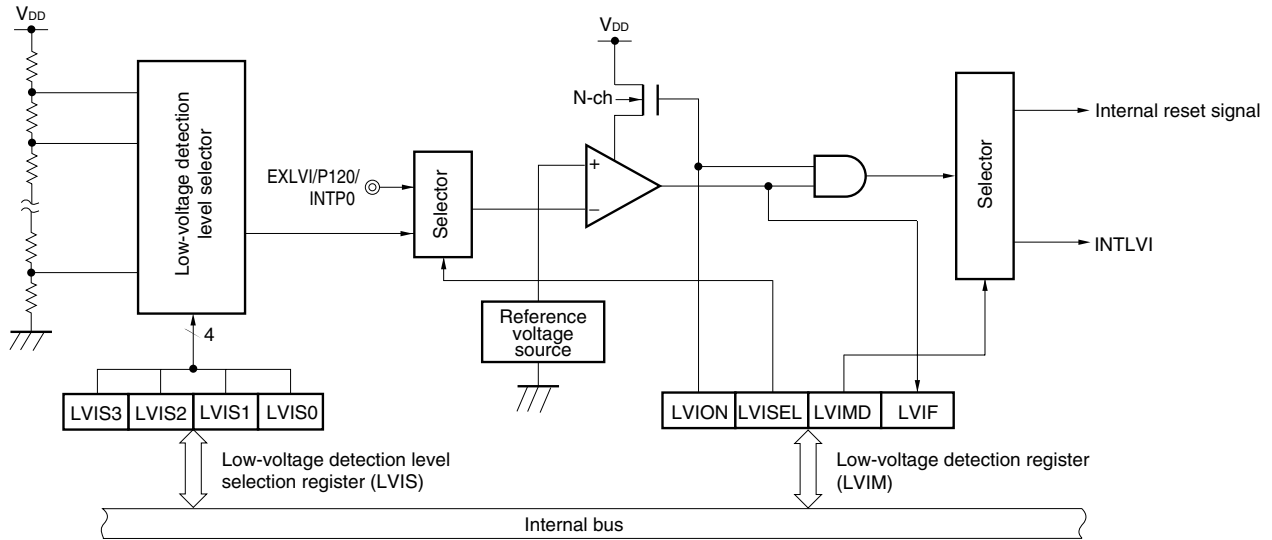 VDD
Low-voltage detection
level selector
4
LVIS3 LVIS2 LVIS1 LVIS0
Low-voltage detection level
selection register (LVIS)
EXLVI/P120/
INTP0
Selector
VDD
N-ch
+
−
Reference
voltage
source
Selector
Internal reset signal
INTLVI
LVION LVISEL LVIMD LVIF
Low-voltage detection register
(LVIM)
Internal bus